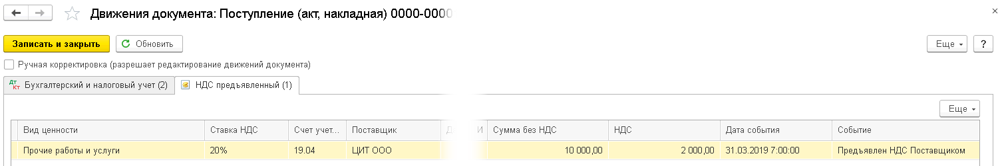 Движения документа: Поступление (акт, накладная) 0000-0000
Записать и закрыть Обновить Еще ?
Ручная корректировка (разрешает редактирование движений документа)
Дт Кт Бухгалтерский и налоговый учет (2) НДС предъявленный (1)
Еще
Вид ценности Ставка НДС Счет учет... Поставщик Сумма без НДС НДС Дата события Событие
Прочие работы и услуги 20% 19.04 ЦИТ ООО 10 000,00 2 000,00 31.03.2019 7:00:00 Предъявлен НДС Поставщиком